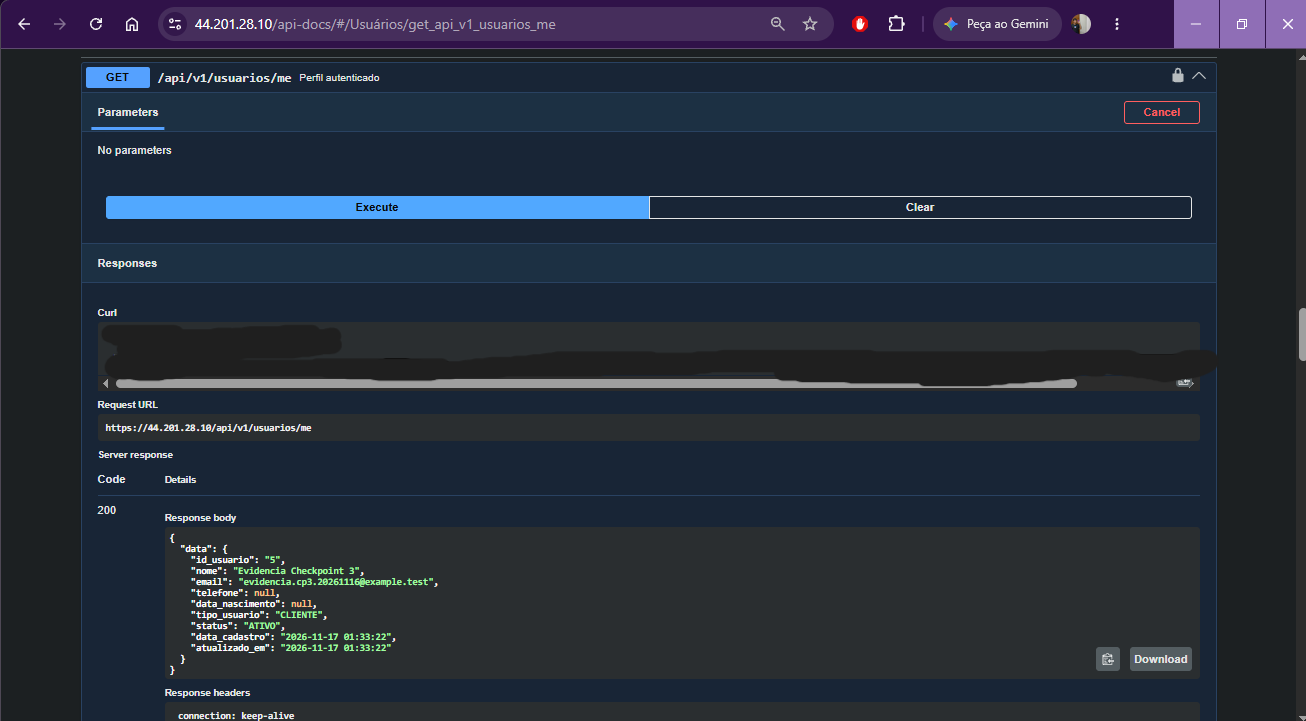 44.201.28.10/api-docs/#/Usuários/get_api_v1_usuarios_me
Peça ao Gemini
GET /api/v1/usuarios/me Perfil autenticado
Parameters
Cancel
No parameters
Execute
Clear
Responses
Curl
Request URL
https://44.201.28.10/api/v1/usuarios/me
Server response
Code Details
200
Response body
{
  "data": {
    "id_usuario": "5",
    "nome": "Evidencia Checkpoint 3",
    "email": "evidencia.cp3.20261116@example.test",
    "telefone": null,
    "data_nascimento": null,
    "tipo_usuario": "CLIENTE",
    "status": "ATIVO",
    "data_cadastro": "2026-11-17 01:33:22",
    "atualizado_em": "2026-11-17 01:33:22"
  }
}
Download
Response headers
connection: keep-alive